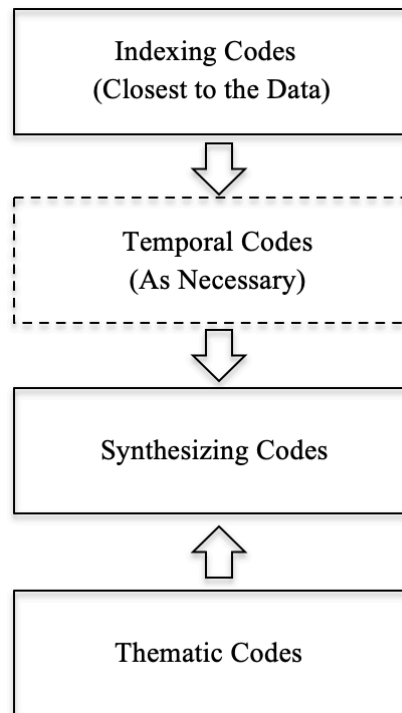 Indexing Codes
(Closest to the Data)
Temporal Codes
(As Necessary)
Synthesizing Codes
Thematic Codes